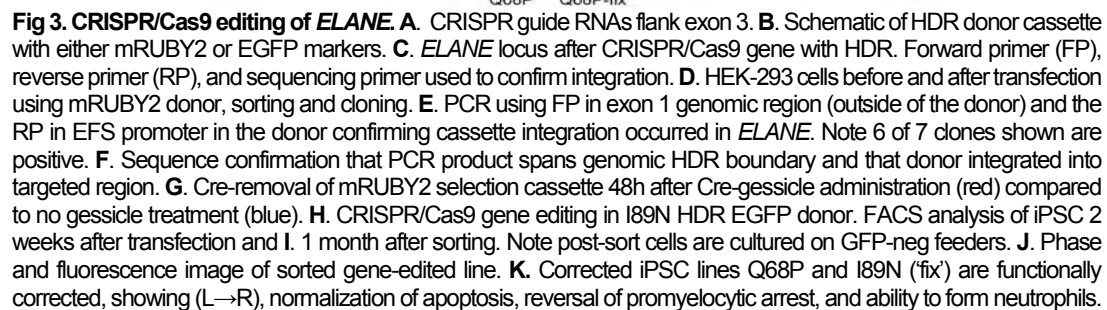 Q68P Q68P-fix
Fig 3. CRISPR/Cas9 editing of ELANE. A. CRISPR guide RNAs flank exon 3. B. Schematic of HDR donor cassette
with either mRUBY2 or EGFP markers. C. ELANE locus after CRISPR/Cas9 gene with HDR. Forward primer (FP),
reverse primer (RP), and sequencing primer used to confirm integration. D. HEK-293 cells before and after transfection
using mRUBY2 donor, sorting and cloning. E. PCR using FP in exon 1 genomic region (outside of the donor) and the
RP in EFS promoter in the donor confirming cassette integration occurred in ELANE. Note 6 of 7 clones shown are
positive. F. Sequence confirmation that PCR product spans genomic HDR boundary and that donor integrated into
targeted region. G. Cre-removal of mRUBY2 selection cassette 48h after Cre-gessicle administration (red) compared
to no gessicle treatment (blue). H. CRISPR/Cas9 gene editing in I89N HDR EGFP donor. FACS analysis of iPSC 2
weeks after transfection and I. 1 month after sorting. Note post-sort cells are cultured on GFP-neg feeders. J. Phase
and fluorescence image of sorted gene-edited line. K. Corrected iPSC lines Q68P and I89N (‘fix’) are functionally
corrected, showing (L→R), normalization of apoptosis, reversal of promyelocytic arrest, and ability to form neutrophils.